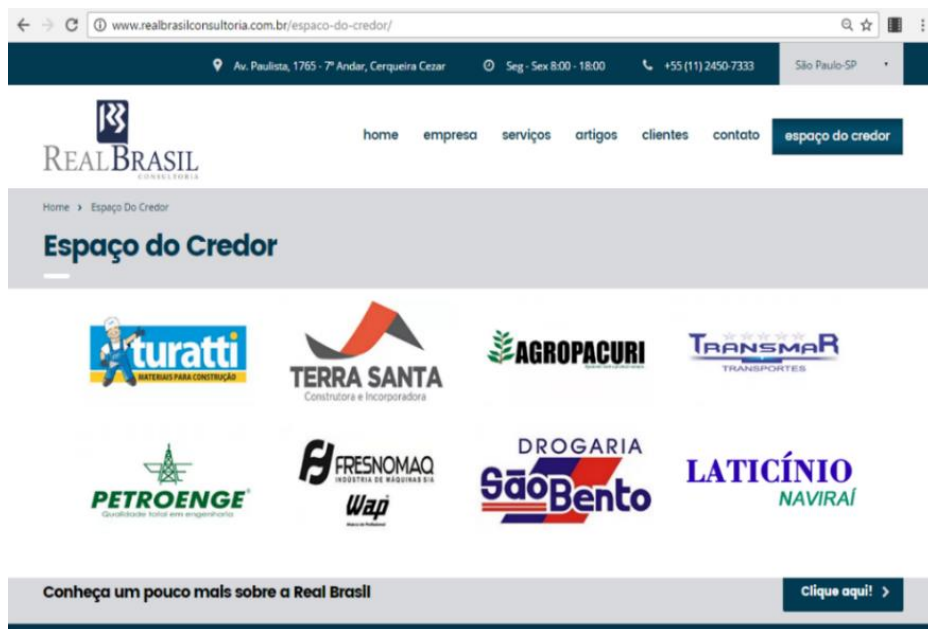 www.realbrasilconsultoria.com.br/espaco-do-credor/
Av. Paulista, 1765 - 7º Andar, Cerqueira Cezar Seg - Sex 8:00 - 18:00 +55 (11) 2450-7333 São Paulo-SP
REALBRASIL
CONSULTORIA
home empresa serviços artigos clientes contato espaço do credor
Home > Espaço Do Credor
Espaço do Credor
turatti
MATERIAIS PARA CONSTRUÇÃO
TERRA SANTA
Construtora e Incorporadora
AGROPACURI
TRANSMAR
TRANSPORTES
PETROENGE
Qualidade total em engenharia
FRESNOMAQ
INDÚSTRIA DE MÁQUINAS S/A
Wap
DROGARIA
SãoBento
LATICÍNIO
NAVIRAÍ
Conheça um pouco mais sobre a Real Brasil Clique aqui! >